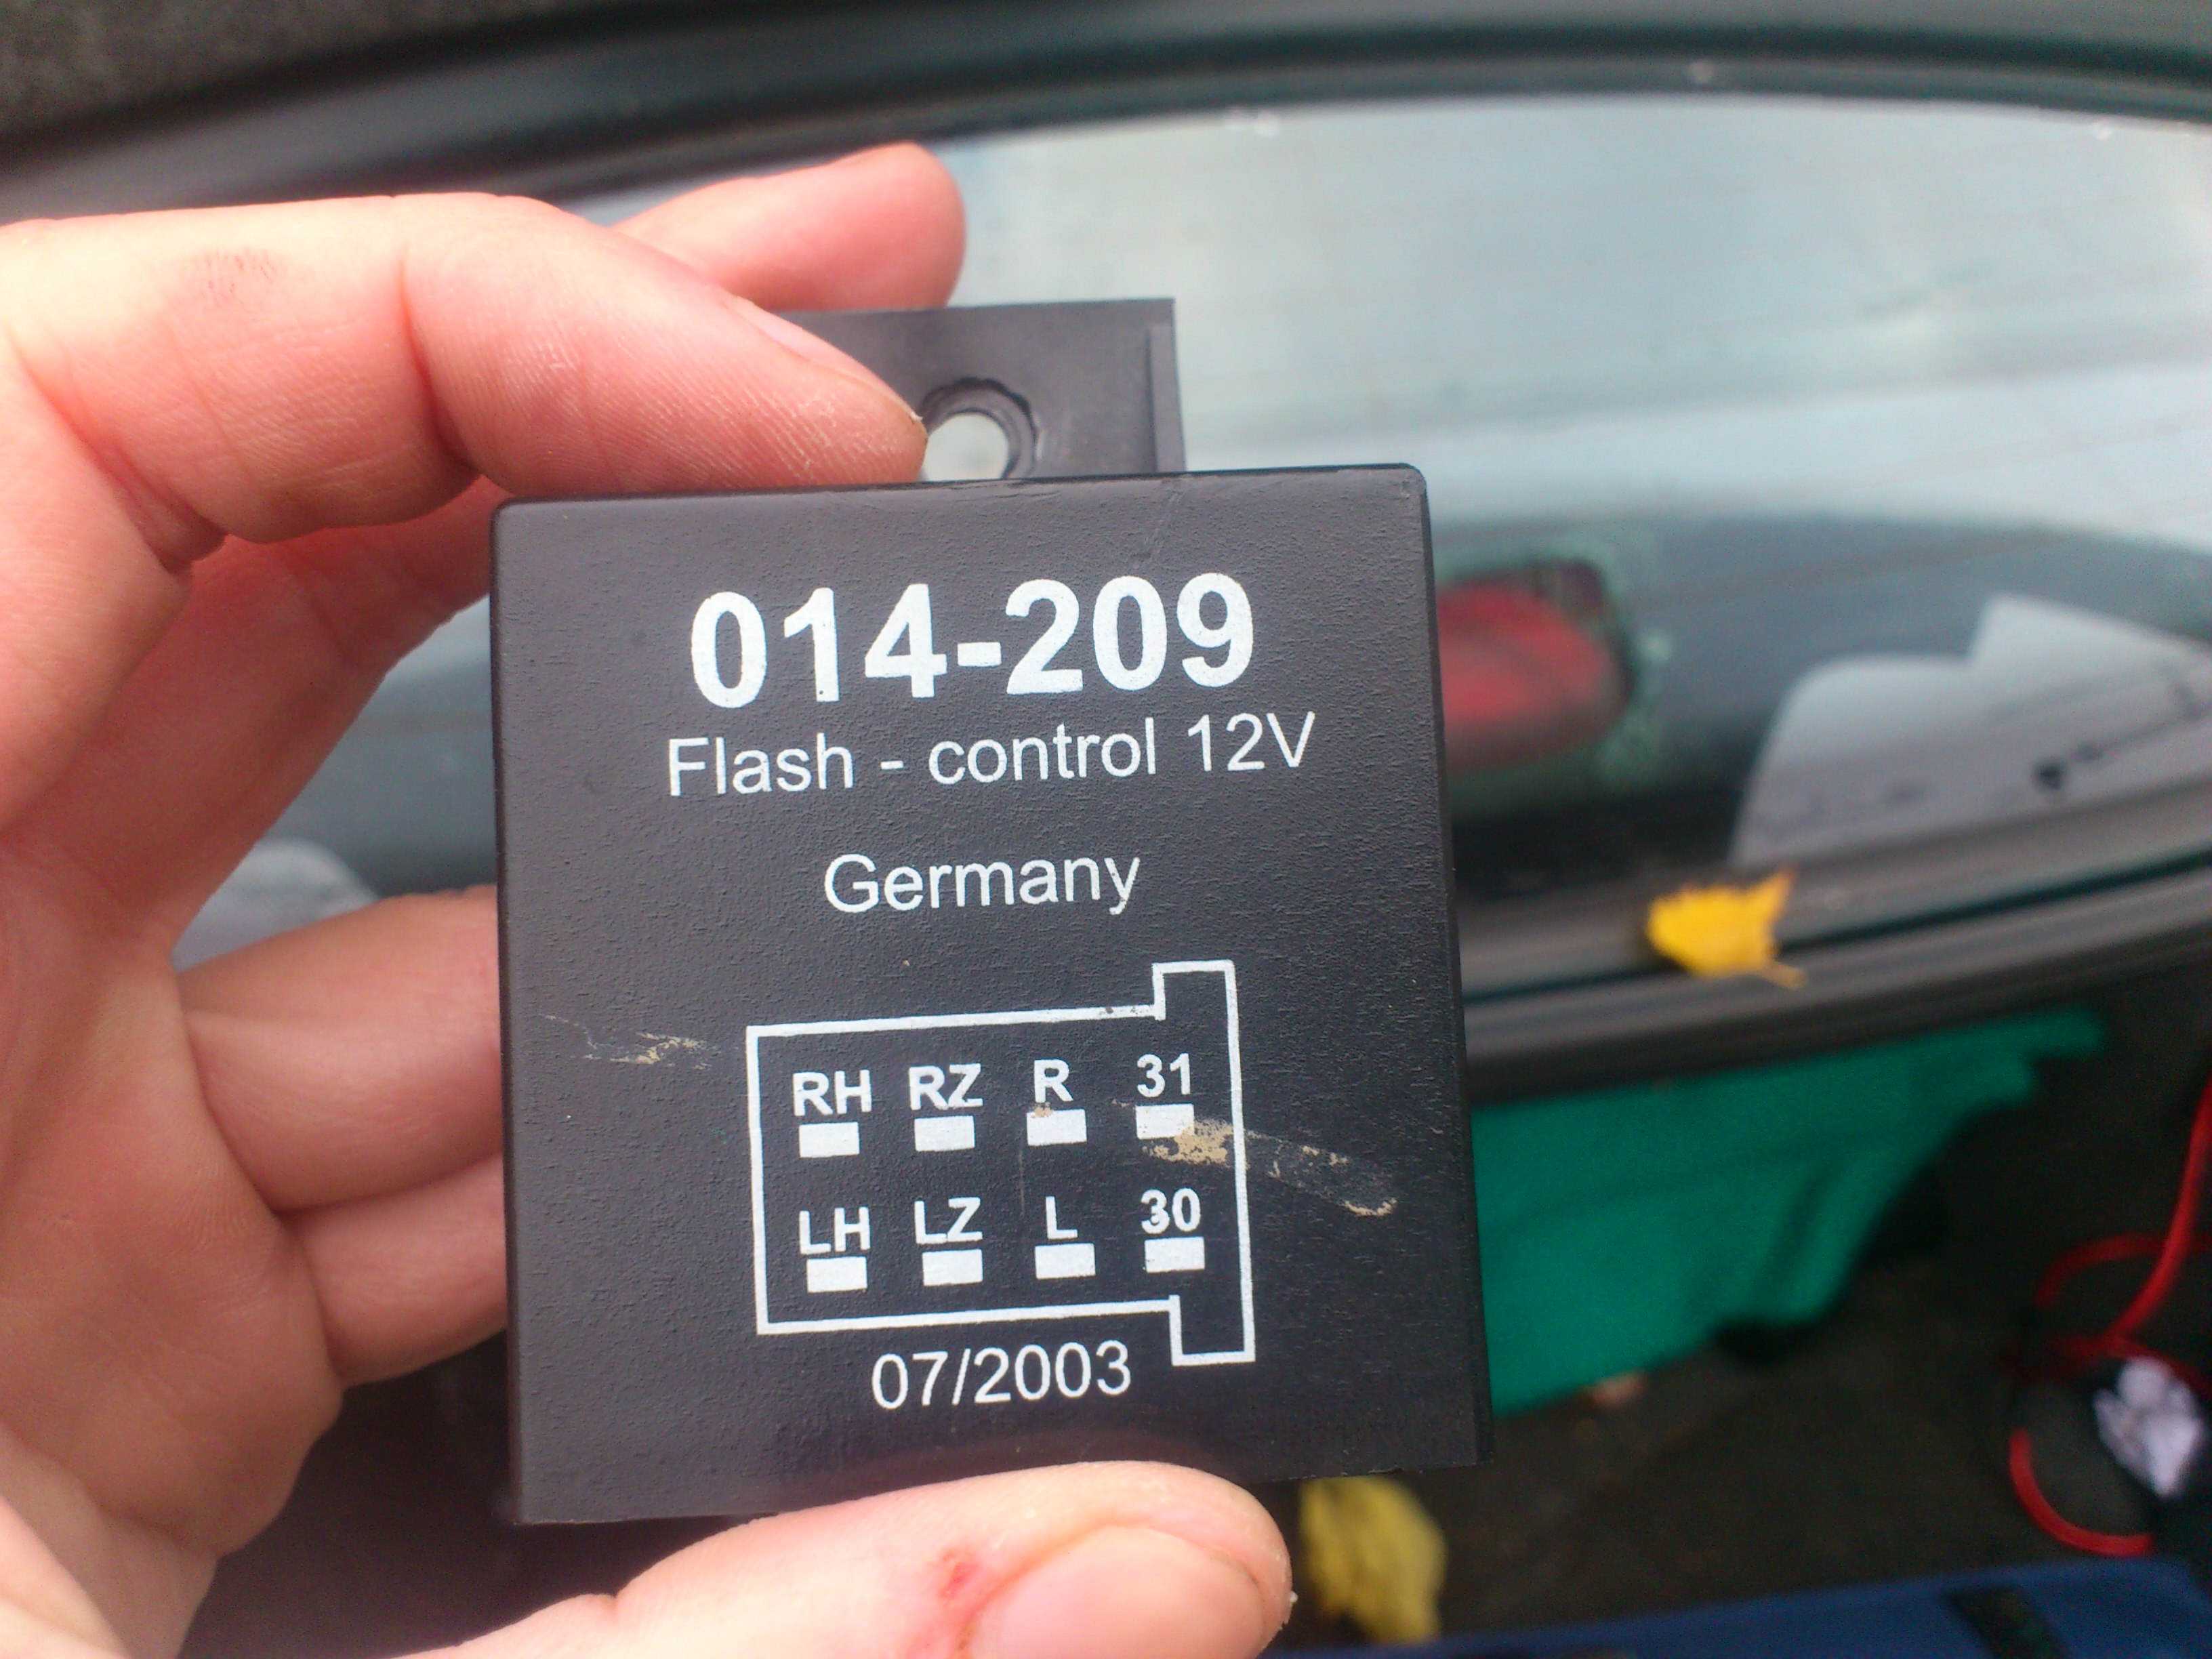 014-209
Flash - control 12V
Germany
RH RZ R 31
LH LZ L 30
07/2003